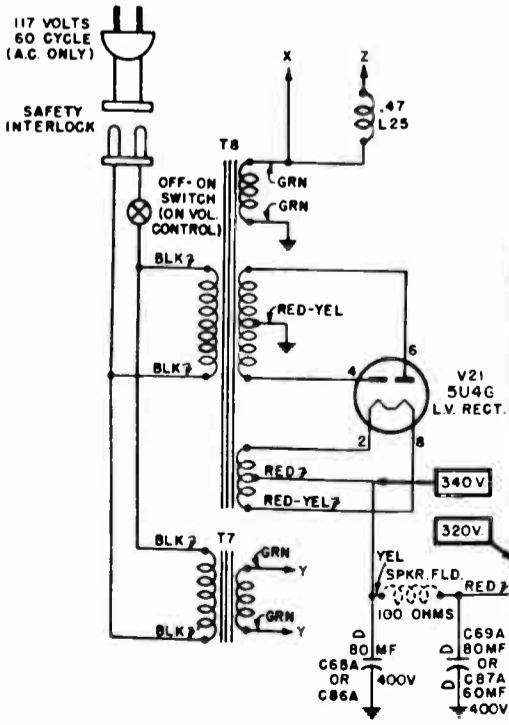 117 VOLTS
60 CYCLE
(A.C. ONLY)
SAFETY
INTERLOCK
X
Z
.47
L25
T8
GRN
GRN
OFF-ON
SWITCH
(ON VOL.
CONTROL)
BLK
RED-YEL
BLK
6
4
V21
5U4G
L.V. RECT.
2
8
RED
340V
RED-YEL
320V.
T7
BLK
GRN
Y
YEL
SPKR. FLD.
RED
100 OHMS
GRN
Y
BLK
D
80MF
C68A
OR
C86A
400V
C69A
D 80MF
OR
D C87A
60MF
400V